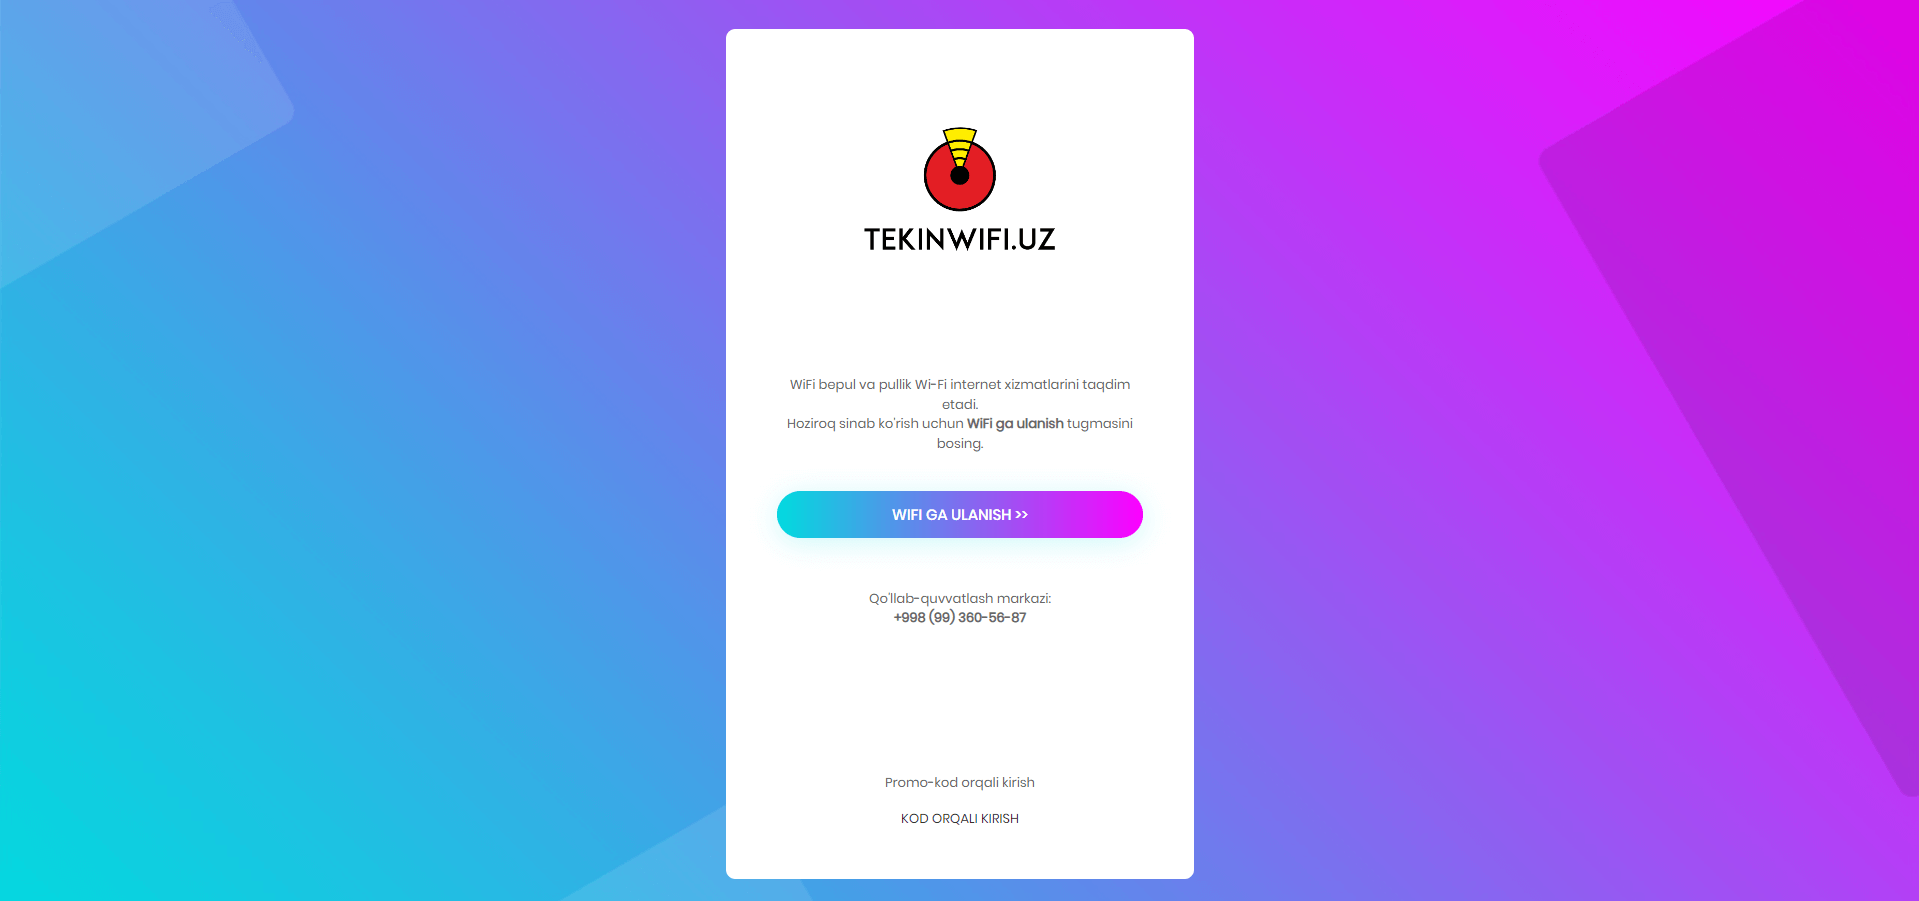 TEKINWIFI.UZ
WiFi bepul va pullik Wi-Fi internet xizmatlarini taqdim
etadi.
Hoziroq sinab ko'rish uchun WiFi ga ulanish tugmasini
bosing.
WIFI GA ULANISH >>
Qo'llab-quvvatlash markazi:
+998 (99) 360-56-87
Promo-kod orqali kirish
KOD ORQALI KIRISH